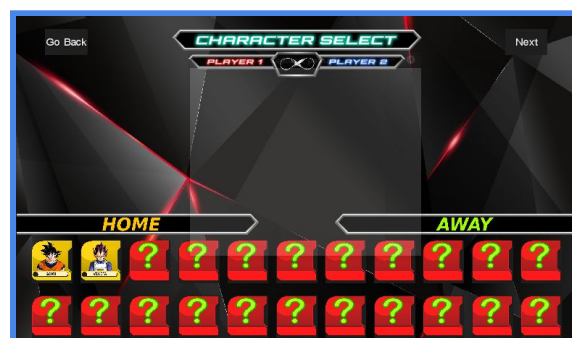 Go Back
CHARACTER SELECT
Next
PLAYER 1
PLAYER 2
HOME
AWAY
? ? ? ? ? ? ? ? ?
? ? ? ? ? ? ? ? ? ? ?